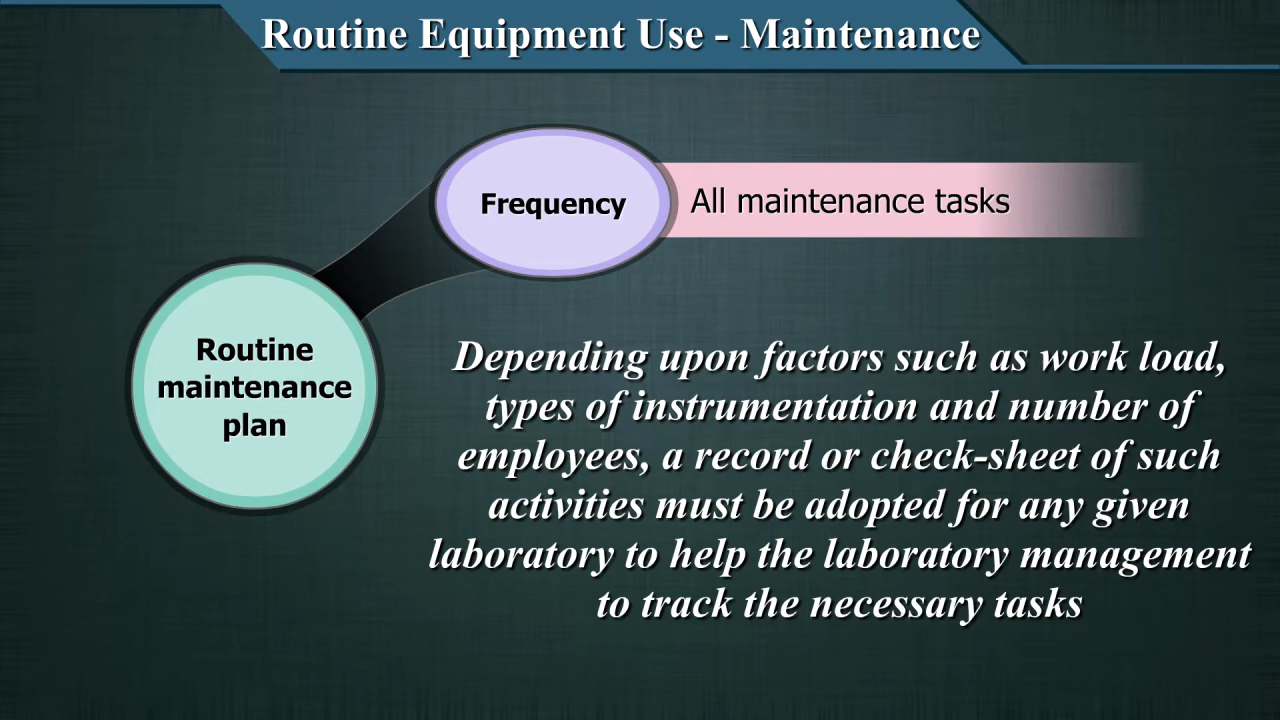 Routine Equipment Use - Maintenance
Frequency
All maintenance tasks
Routine
maintenance
plan
Depending upon factors such as work load,
types of instrumentation and number of
employees, a record or check-sheet of such
activities must be adopted for any given
laboratory to help the laboratory management
to track the necessary tasks